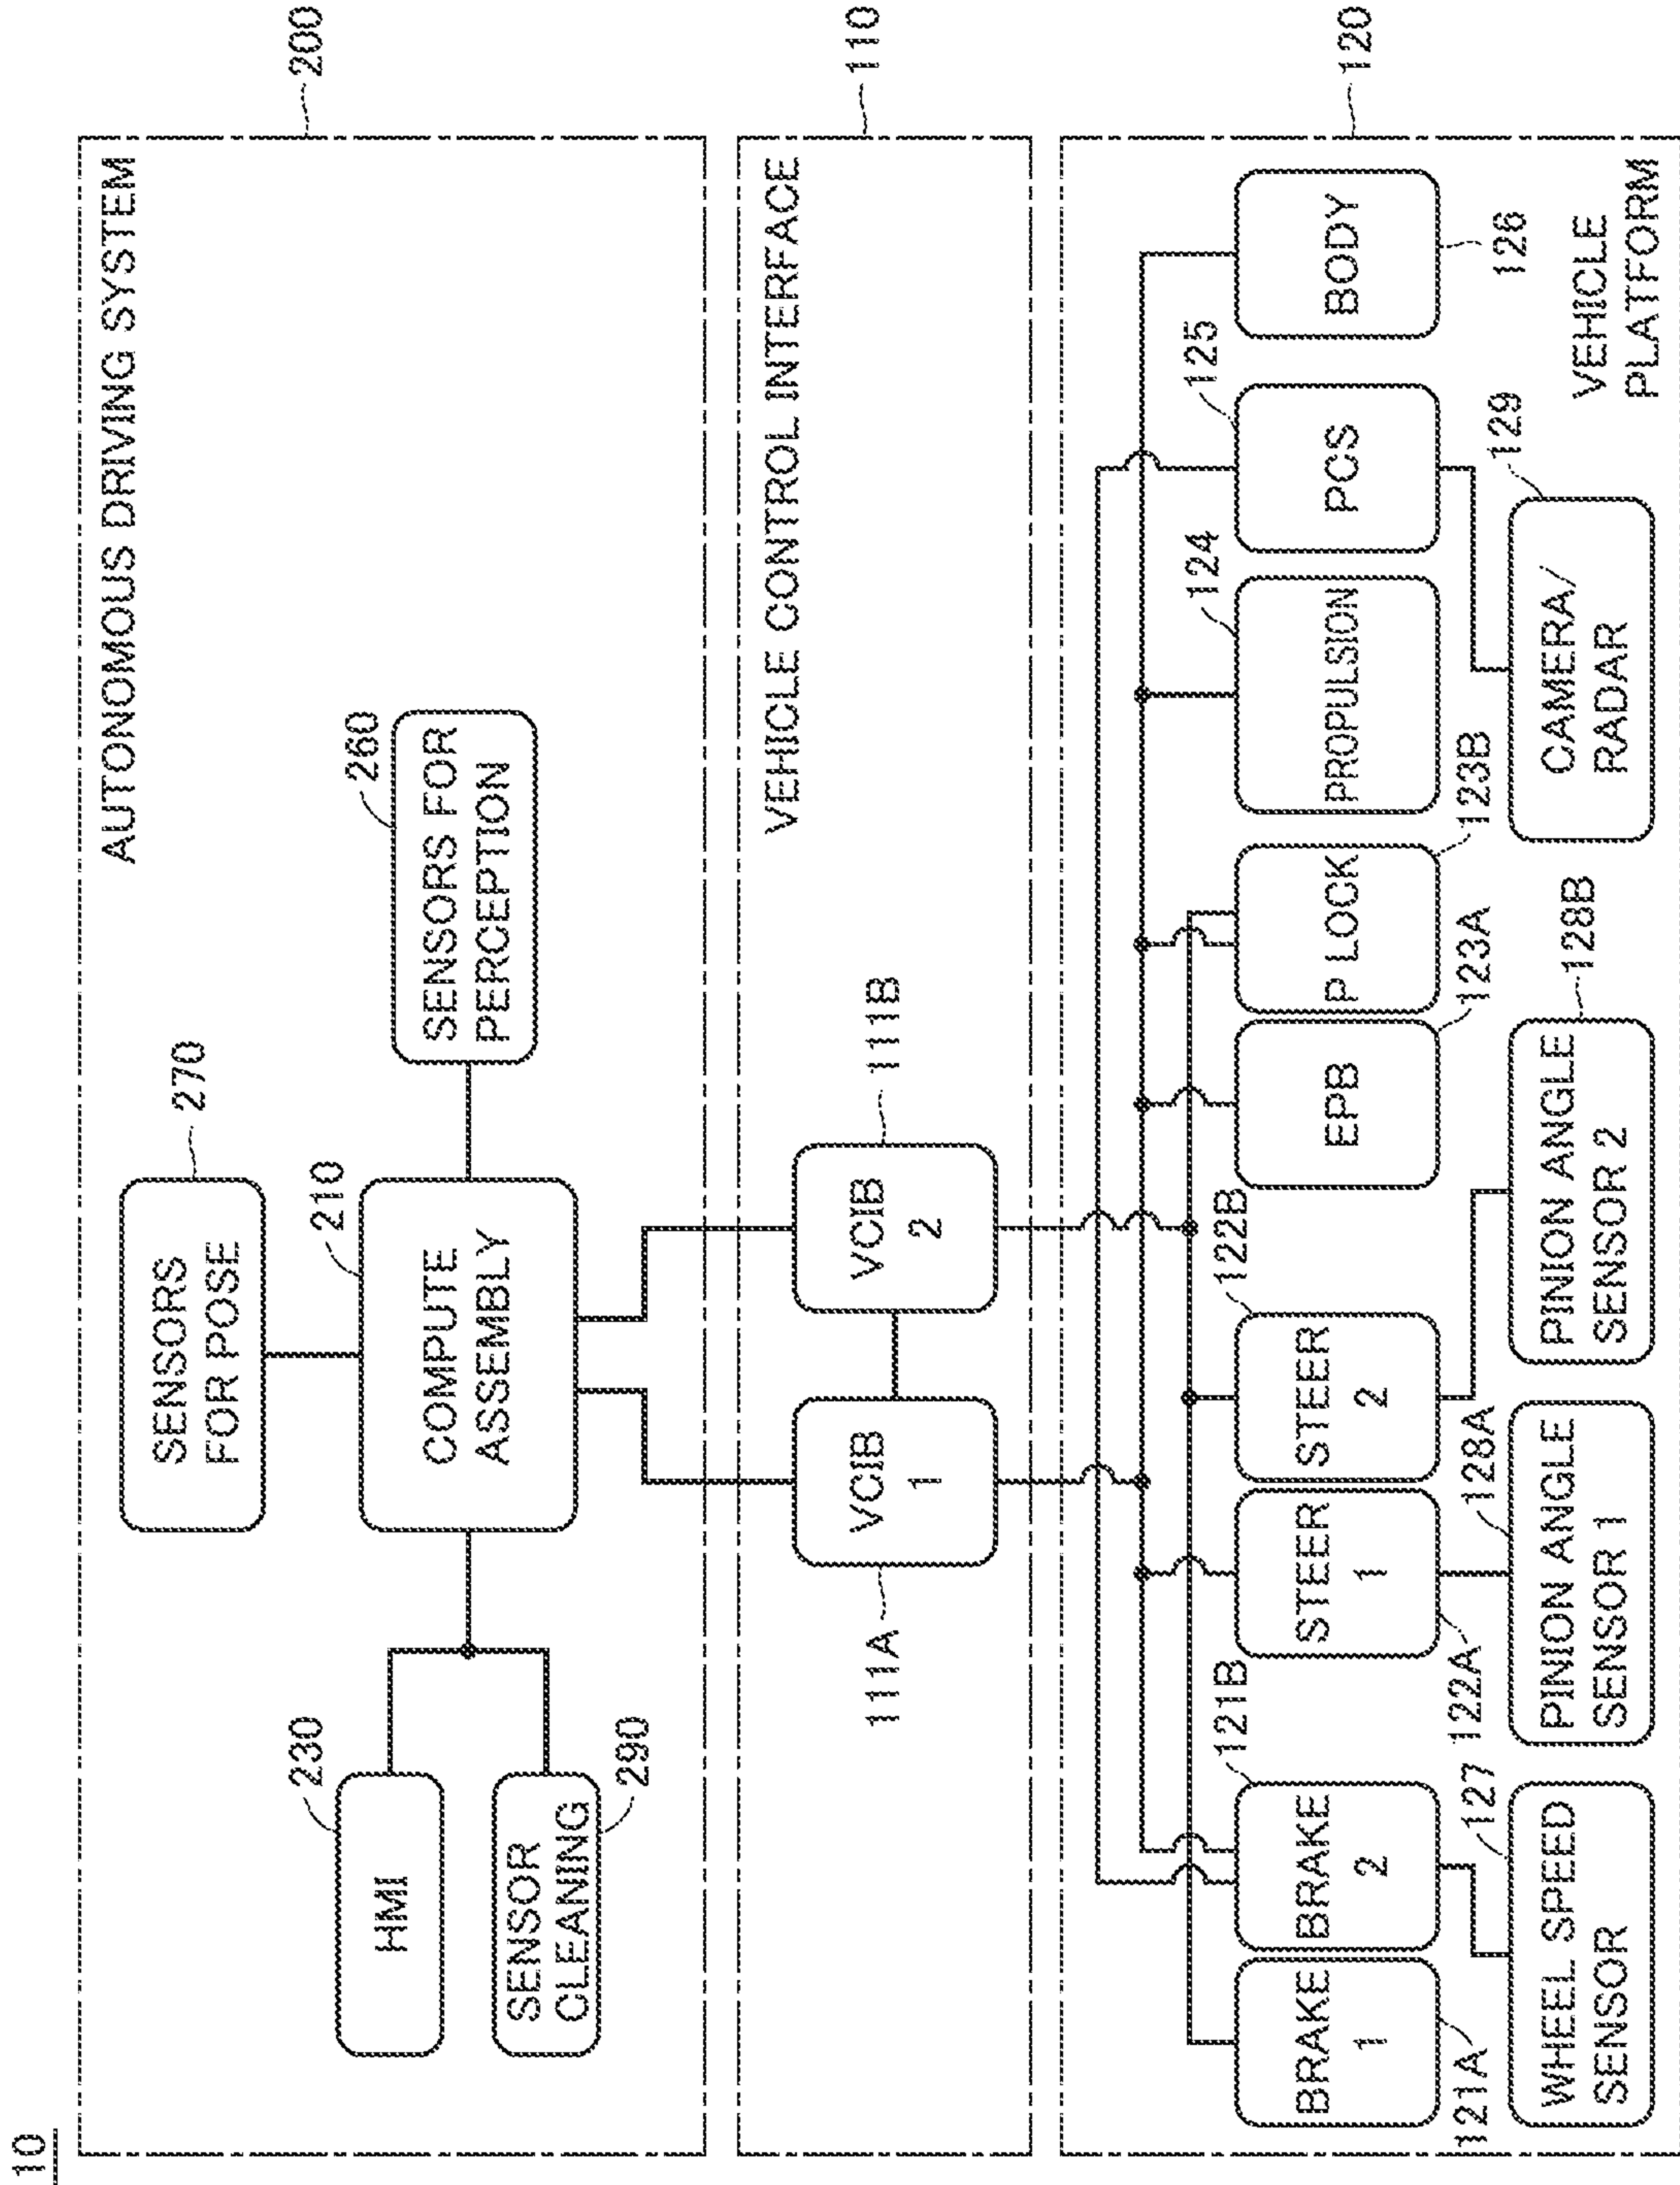 10
AUTONOMOUS DRIVING SYSTEM
200
SENSORS
FOR POSE
270
210
COMPUTE
ASSEMBLY
260
SENSORS FOR
PERCEPTION
230
HMI
SENSOR
CLEANING
290
VEHICLE CONTROL INTERFACE
110
111A
VCIB
1
VCIB
2
111B
120
BRAKE
1
121A
BRAKE
2
121B
STEER
1
122A
STEER
2
122B
EPB
123A
P LOCK
123B
PROPULSION
124
PCS
125
BODY
126
WHEEL SPEED
SENSOR
127
PINION ANGLE
SENSOR 1
128A
PINION ANGLE
SENSOR 2
128B
CAMERA/
RADAR
129
VEHICLE
PLATFORM